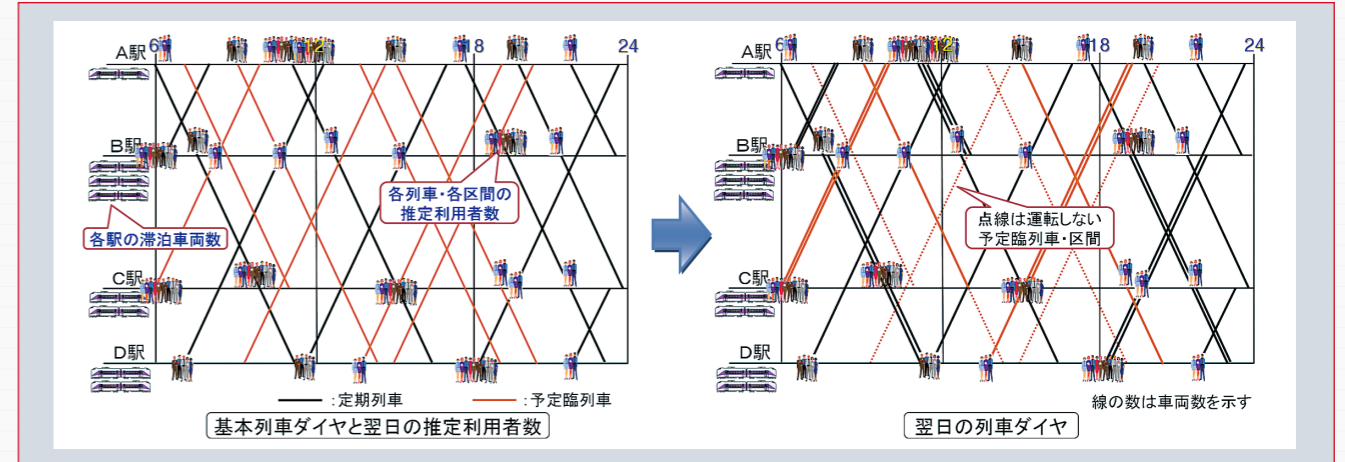 A駅
6
12
18
24
B駅
各列車・各区間の
推定利用者数
各駅の滞泊車両数
C駅
D駅
:定期列車
:予定臨列車
基本列車ダイヤと翌日の推定利用者数
A駅
6
12
18
24
B駅
点線は運転しない
予定臨列車・区間
C駅
D駅
線の数は車両数を示す
翌日の列車ダイヤ